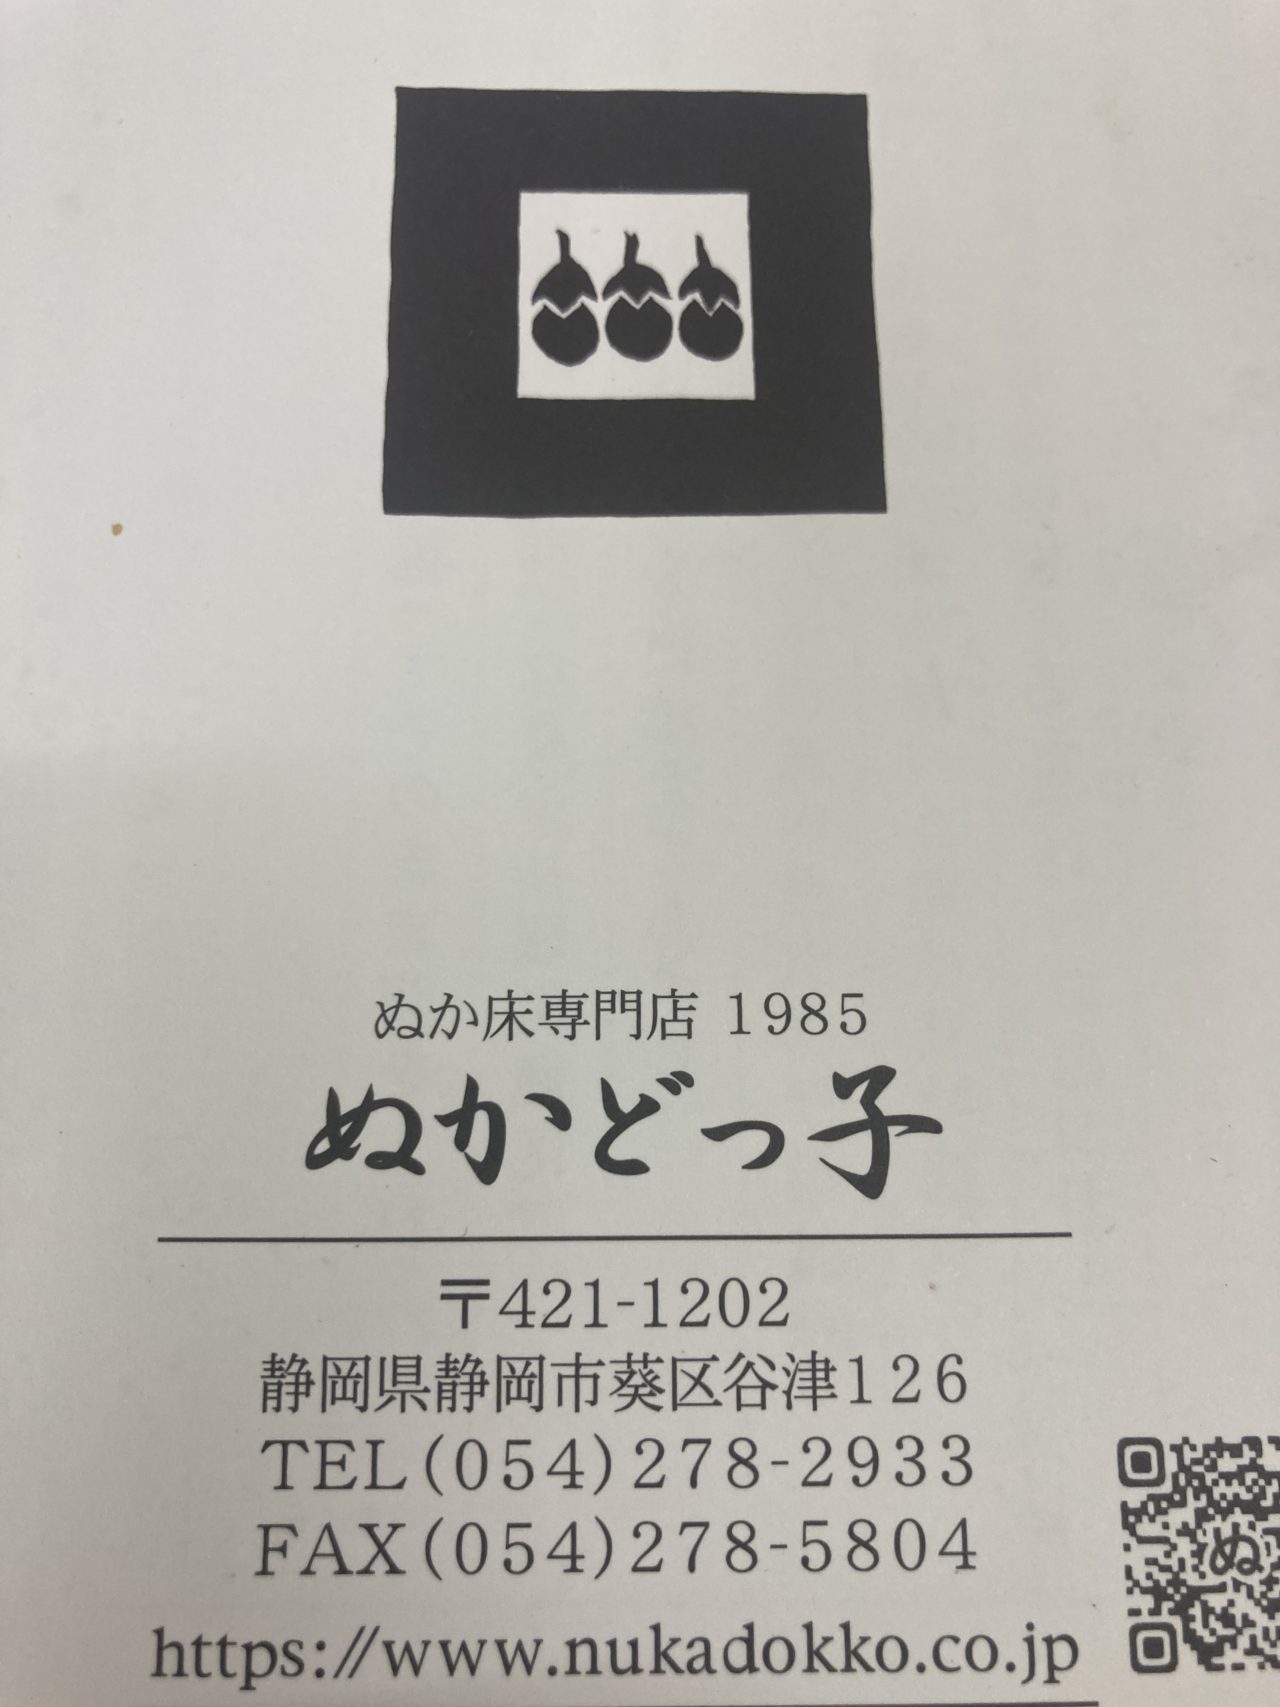 ぬか床専門店 1985
ぬかどっ子
〒421-1202
静岡県静岡市葵区谷津126
TEL(054)278-2933
FAX(054)278-5804
https://www.nukadokko.co.jp
ぬ